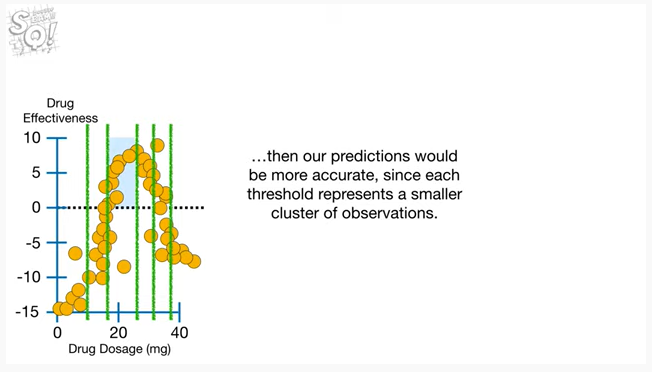 Drug
Effectiveness
10
5
0
-5
-10
-15
0
20
40
Drug Dosage (mg)
…then our predictions would
be more accurate, since each
threshold represents a smaller
cluster of observations.